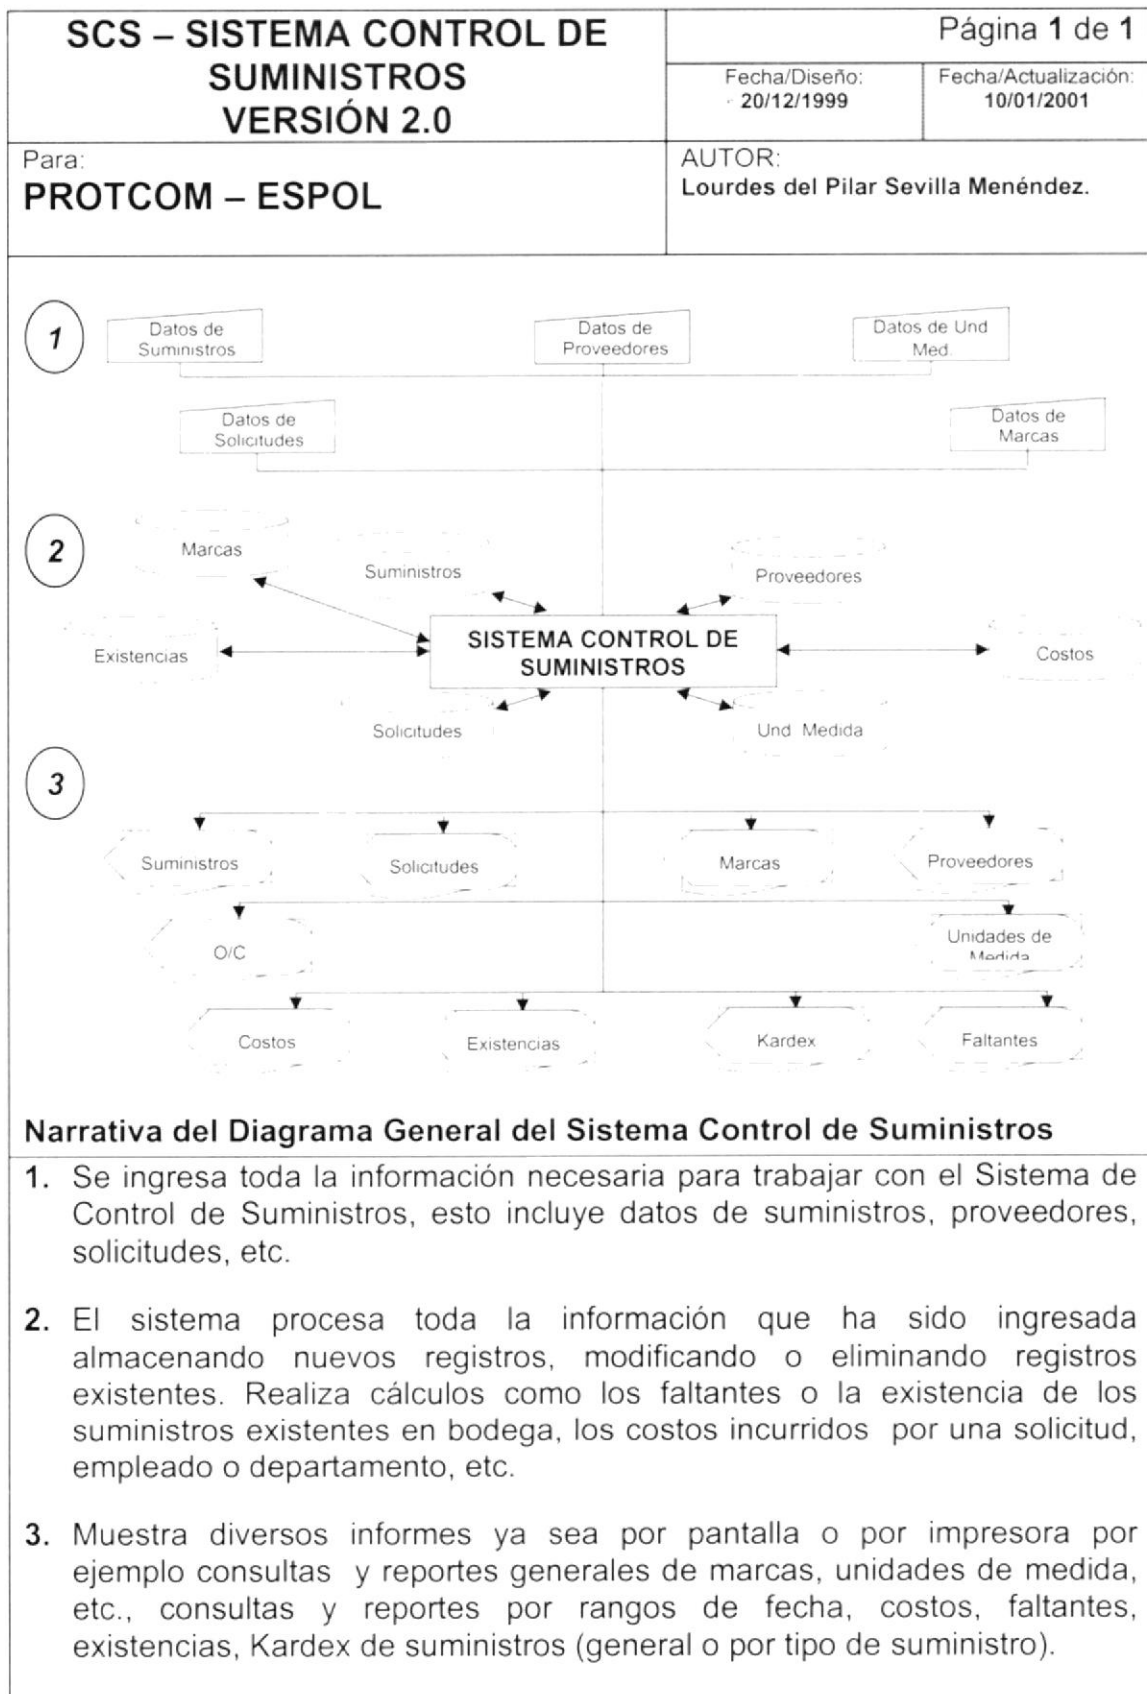 SCS – SISTEMA CONTROL DE
SUMINISTROS
VERSIÓN 2.0
Página 1 de 1
Fecha/Diseño:
20/12/1999
Fecha/Actualización:
10/01/2001
Para:
PROTCOM – ESPOL
AUTOR:
Lourdes del Pilar Sevilla Menéndez.
1
Datos de
Suministros
Datos de
Proveedores
Datos de Und
Med.
Datos de
Solicitudes
Datos de
Marcas
2
Marcas
Suministros
Proveedores
Existencias
SISTEMA CONTROL DE
SUMINISTROS
Costos
Solicitudes
Und Medida
3
Suministros
Solicitudes
Marcas
Proveedores
O/C
Unidades de
Medida
Costos
Existencias
Kardex
Faltantes
Narrativa del Diagrama General del Sistema Control de Suministros
1. Se ingresa toda la información necesaria para trabajar con el Sistema de
Control de Suministros, esto incluye datos de suministros, proveedores,
solicitudes, etc.
2. El sistema procesa toda la información que ha sido ingresada
almacenando nuevos registros, modificando o eliminando registros
existentes. Realiza cálculos como los faltantes o la existencia de los
suministros existentes en bodega, los costos incurridos por una solicitud,
empleado o departamento, etc.
3. Muestra diversos informes ya sea por pantalla o por impresora por
ejemplo consultas y reportes generales de marcas, unidades de medida,
etc., consultas y reportes por rangos de fecha, costos, faltantes,
existencias, Kardex de suministros (general o por tipo de suministro).